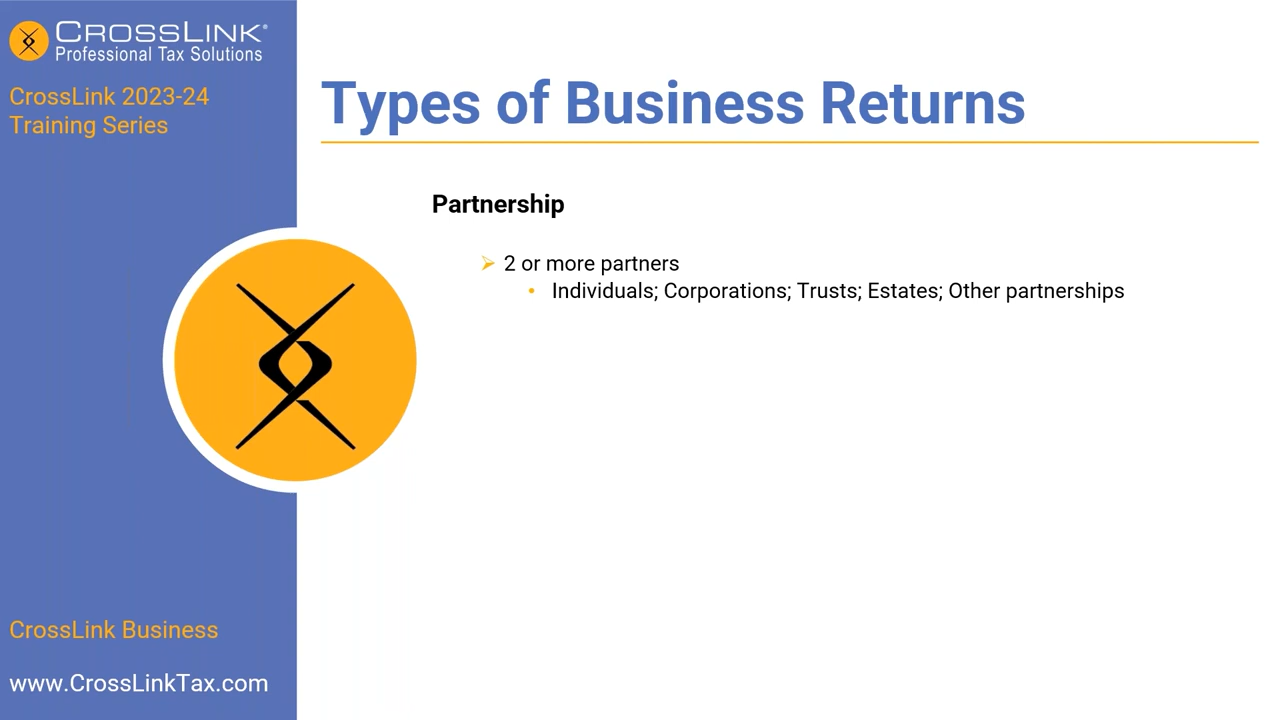 CROSSLINK®
Professional Tax Solutions
CrossLink 2023-24
Training Series
Types of Business Returns
Partnership
2 or more partners
Individuals; Corporations; Trusts; Estates; Other partnerships
CrossLink Business
www.CrossLinkTax.com